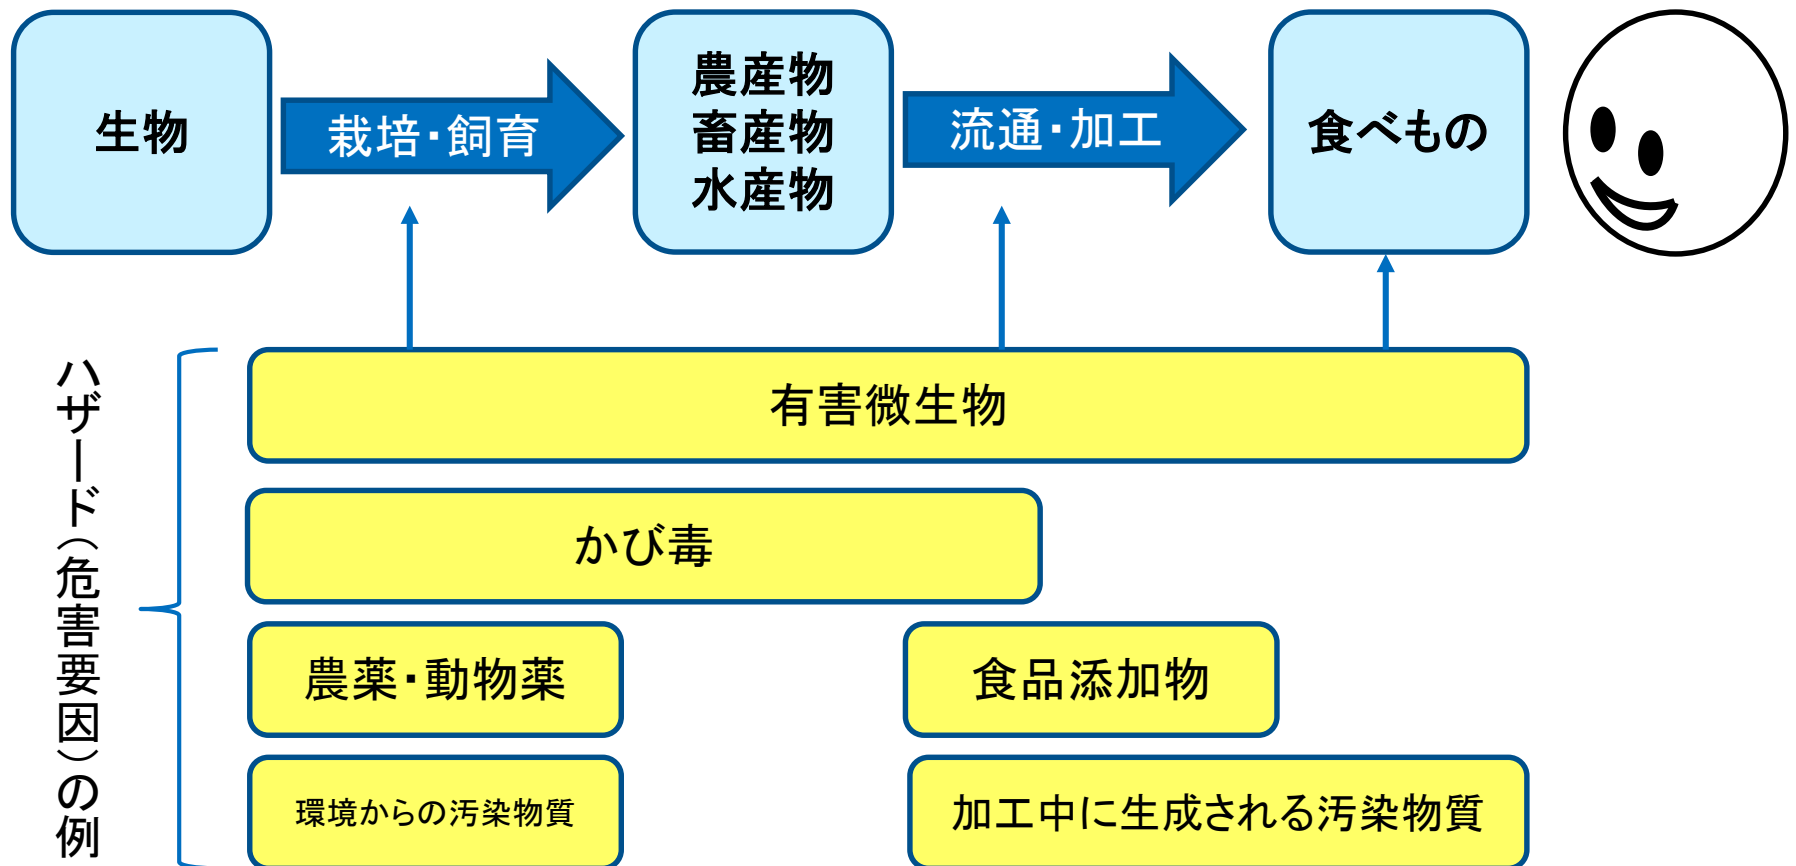 生物
栽培・飼育
農産物
畜産物
水産物
流通・加工
食べもの
ハザード（危害要因）の例
有害微生物
かび毒
農薬・動物薬
食品添加物
環境からの汚染物質
加工中に生成される汚染物質